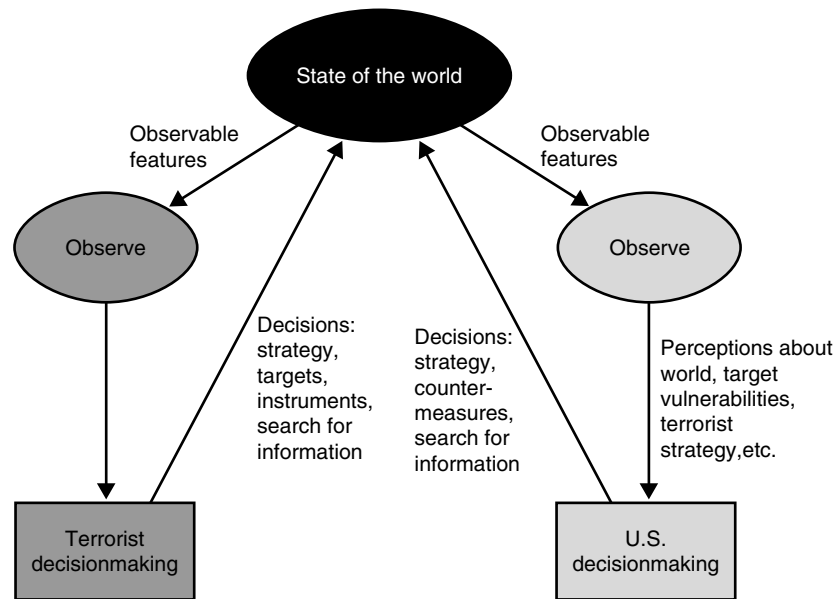 State of the world
Observable
features
Observable
features
Observe
Observe
Decisions:
strategy,
targets,
instruments,
search for
information
Decisions:
strategy,
counter-
measures,
search for
information
Perceptions about
world, target
vulnerabilities,
terrorist
strategy,etc.
Terrorist
decisionmaking
U.S.
decisionmaking